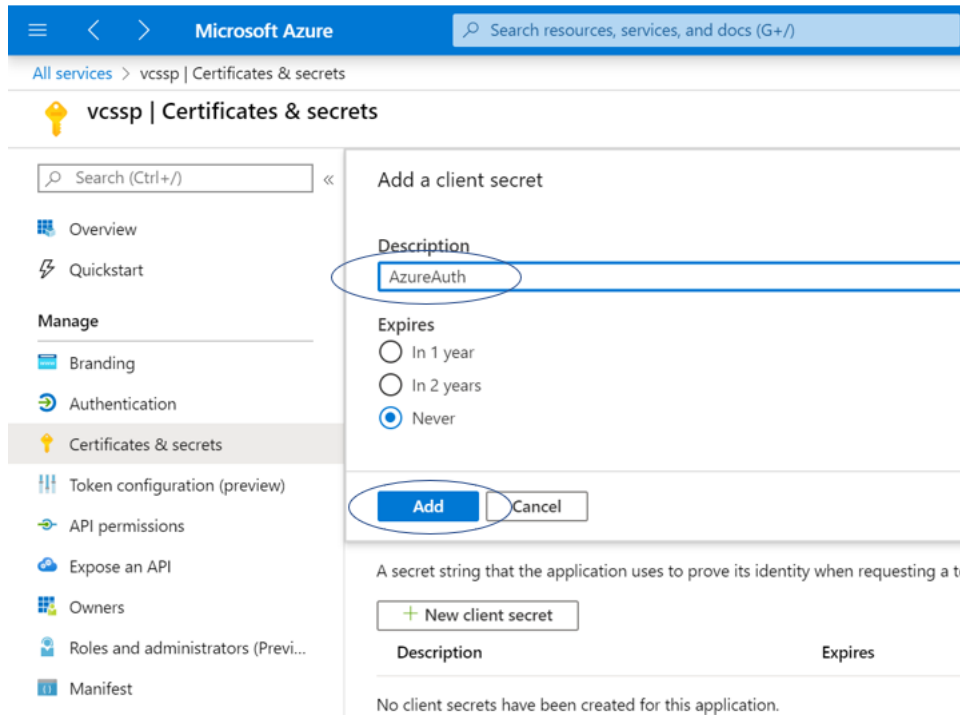 Microsoft Azure
Search resources, services, and docs (G+/)
All services > vcssp | Certificates & secrets
vcssp | Certificates & secrets
Search (Ctrl+/)
«
Overview
Quickstart
Manage
Branding
Authentication
Certificates & secrets
Token configuration (preview)
API permissions
Expose an API
Owners
Roles and administrators (Previ...
Manifest
Add a client secret
Description
AzureAuth
Expires
In 1 year
In 2 years
Never
Add
Cancel
A secret string that the application uses to prove its identity when requesting a
+ New client secret
Description Expires
No client secrets have been created for this application.